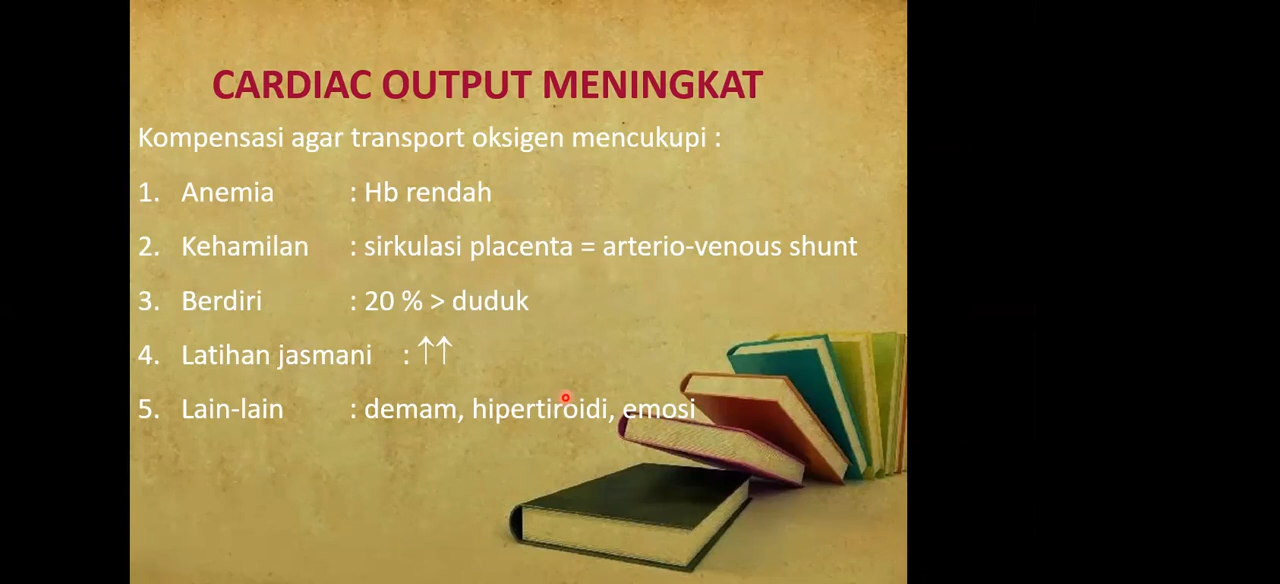 CARDIAC OUTPUT MENINGKAT
Kompensasi agar transport oksigen mencukupi :
1. Anemia : Hb rendah
2. Kehamilan : sirkulasi placenta = arterio-venous shunt
3. Berdiri : 20 % > duduk
4. Latihan jasmani : ↑↑
5. Lain-lain : demam, hipertiroidi, emosi